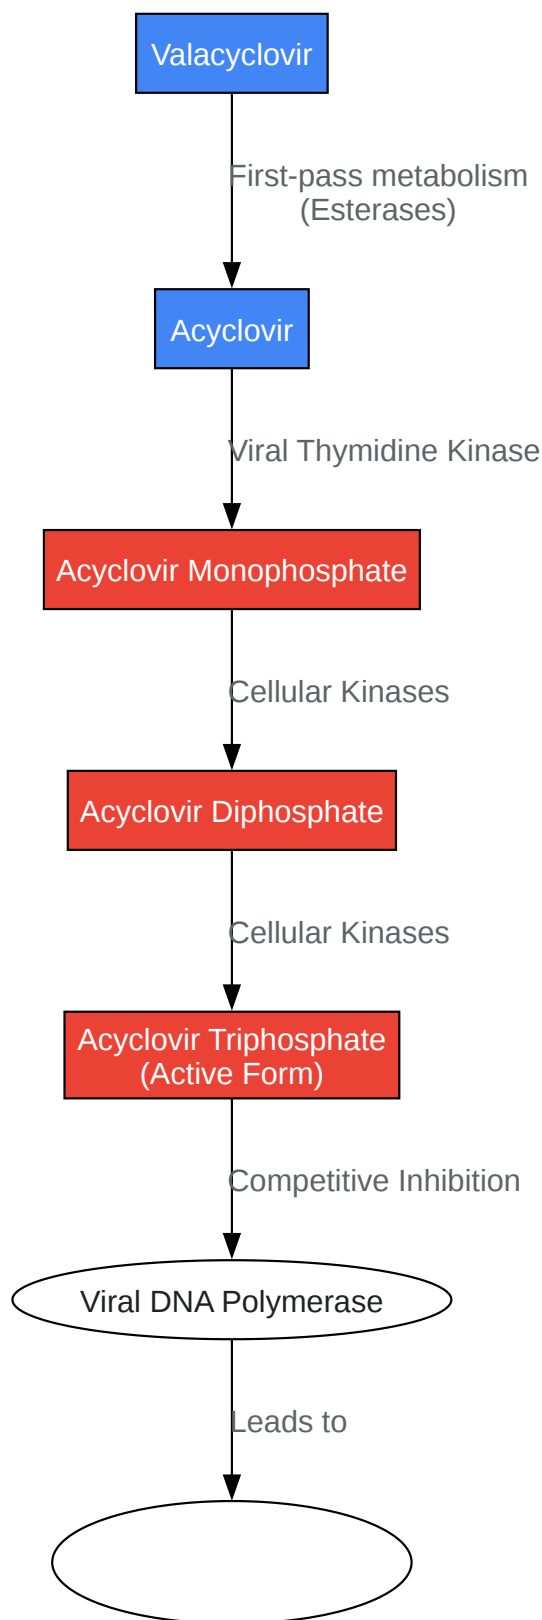 Valacyclovir
First-pass metabolism
(Esterases)
Acyclovir
Viral Thymidine Kinase
Acyclovir Monophosphate
Cellular Kinases
Acyclovir Diphosphate
Cellular Kinases
Acyclovir Triphosphate
(Active Form)
Competitive Inhibition
Viral DNA Polymerase
Leads to